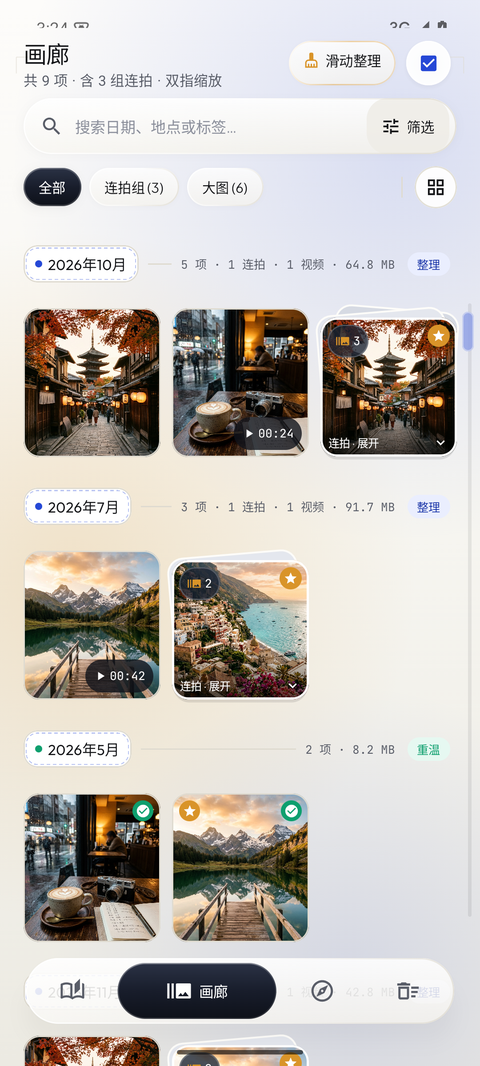 3:24
3G
画廊
共 9 项 · 含 3 组连拍 · 双指缩放
滑动整理
搜索日期、地点或标签…
筛选
全部
连拍组(3)
大图(6)
2026年10月
5 项 · 1 连拍 · 1 视频 · 64.8 MB
整理
00:24
3
连拍 · 展开
2026年7月
3 项 · 1 连拍 · 1 视频 · 91.7 MB
整理
00:42
2
连拍 · 展开
2026年5月
2 项 · 8.2 MB
重温
画廊
42.8 MB
整理